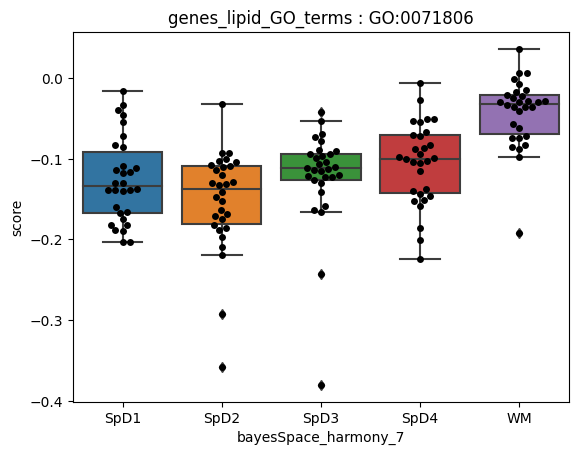 genes_lipid_GO_terms : GO:0071806
score
0.0
−0.1
−0.2
−0.3
−0.4
SpD1 SpD2 SpD3 SpD4 WM
bayesSpace_harmony_7